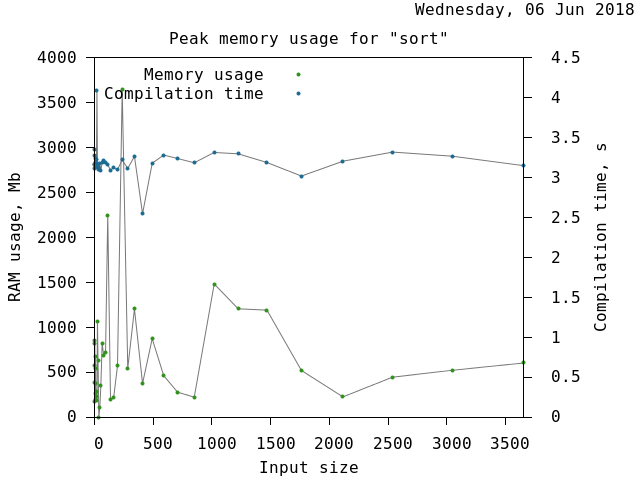 Wednesday, 06 Jun 2018
Peak memory usage for "sort"
Memory usage
Compilation time
4000
3500
3000
2500
2000
1500
1000
500
0
RAM usage, Mb
4.5
4
3.5
3
2.5
2
1.5
1
0.5
0
Compilation time, s
0 500 1000 1500 2000 2500 3000 3500
Input size